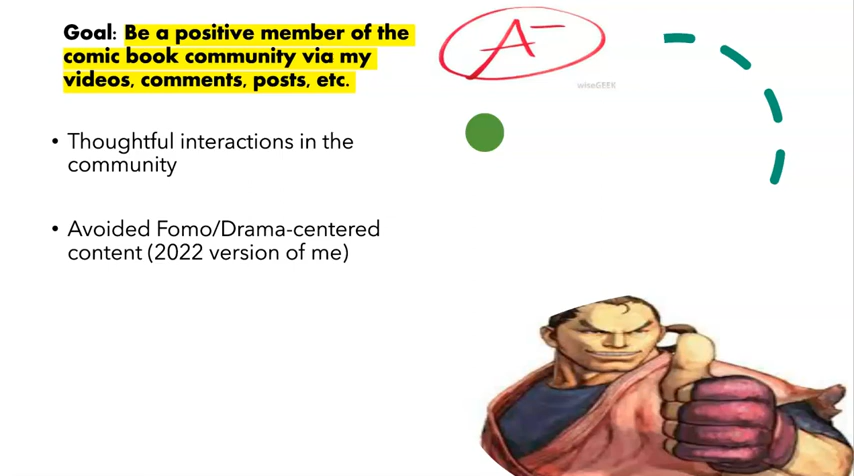 Goal: Be a positive member of the
comic book community via my
videos, comments, posts, etc.
A-
wiseGEEK
• Thoughtful interactions in the
community
• Avoided Fomo/Drama-centered
content (2022 version of me)